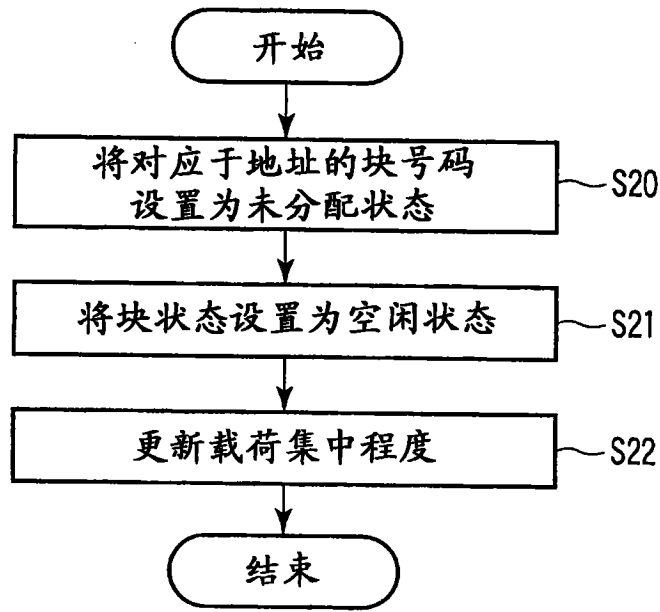 开始
将对应于地址的块号码
设置为未分配状态
S20
将块状态设置为空闲状态
S21
更新载荷集中程度
S22
结束